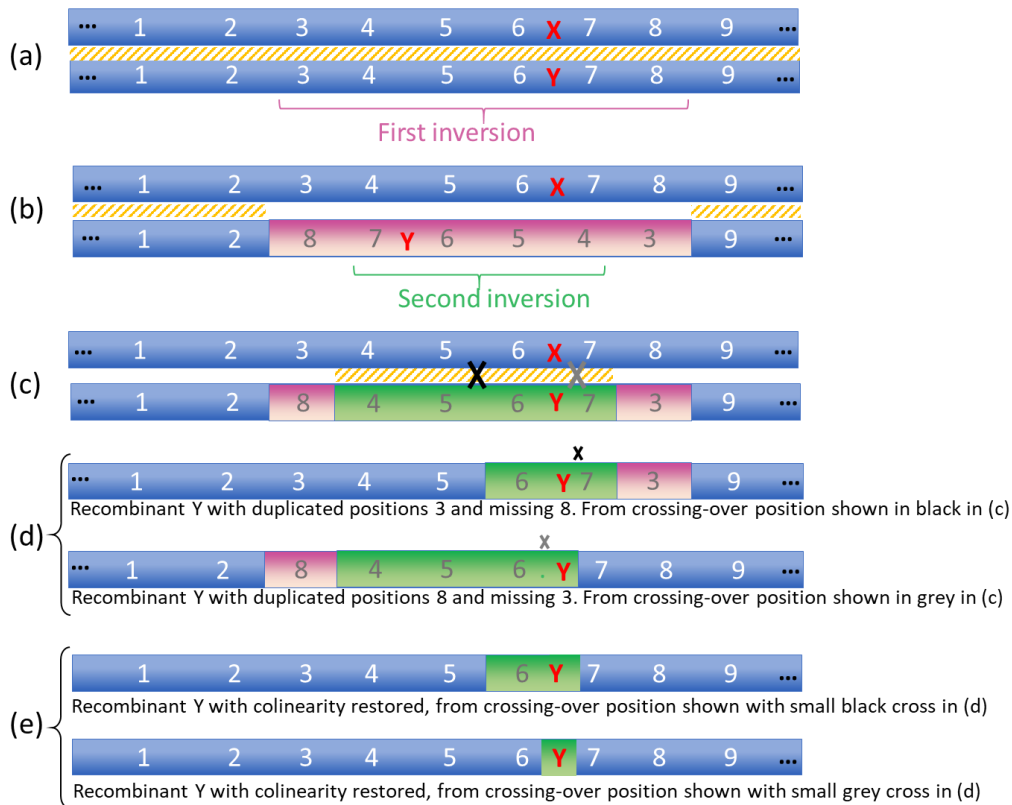 ... 1 2 3 4 5 6 X 7 8 9 ...
(a)
... 1 2 3 4 5 6 Y 7 8 9 ...
First inversion
... 1 2 3 4 5 6 X 7 8 9 ...
(b)
... 1 2 8 7 Y 6 5 4 3 9 ...
Second inversion
... 1 2 3 4 5 6 X 7 8 9 ...
X X
(c)
... 1 2 8 4 5 6 Y 7 3 9 ...
x
... 1 2 3 4 5 6 Y 7 3 9 ...
Recombinant Y with duplicated positions 3 and missing 8. From crossing-over position shown in black in (c)
(d)
x
... 1 2 8 4 5 6 . Y 7 8 9 ...
Recombinant Y with duplicated positions 8 and missing 3. From crossing-over position shown in grey in (c)
1 2 3 4 5 6 Y 7 8 9 ...
Recombinant Y with colinearity restored, from crossing-over position shown with small black cross in (d)
(e)
1 2 3 4 5 6 Y 7 8 9 ...
Recombinant Y with colinearity restored, from crossing-over position shown with small grey cross in (d)